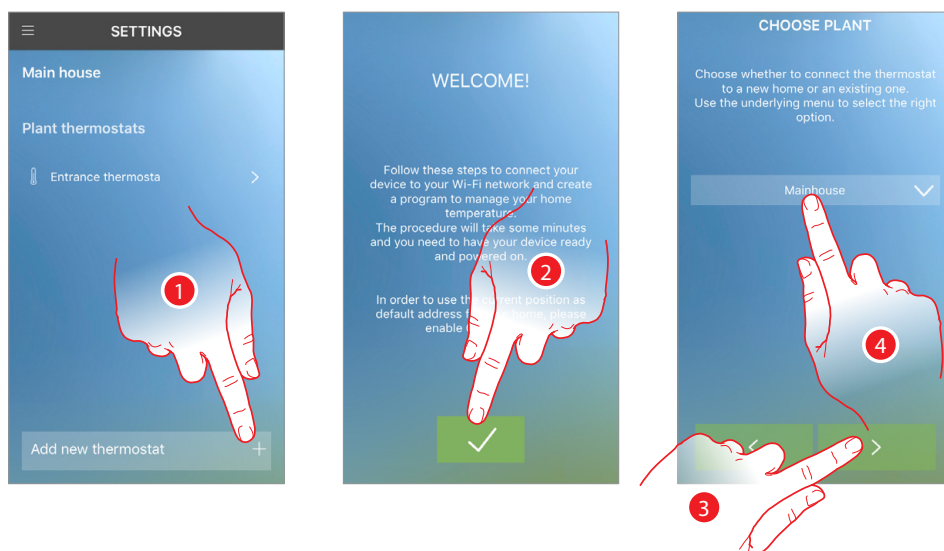 SETTINGS
Main house
Plant thermostats
Entrance thermosta
1
Add new thermostat
WELCOME!
Follow these steps to connect your
device to your Wi-Fi network and create
a program to manage your home
temperature.
The procedure will take some minutes
and you need to have your device ready
and powered on.
2
In order to use the current position as
default address f home, please
enable
CHOOSE PLANT
Choose whether to connect the thermostat
to a new home or an existing one.
Use the underlying menu to select the right
option.
Mainhouse
4
3